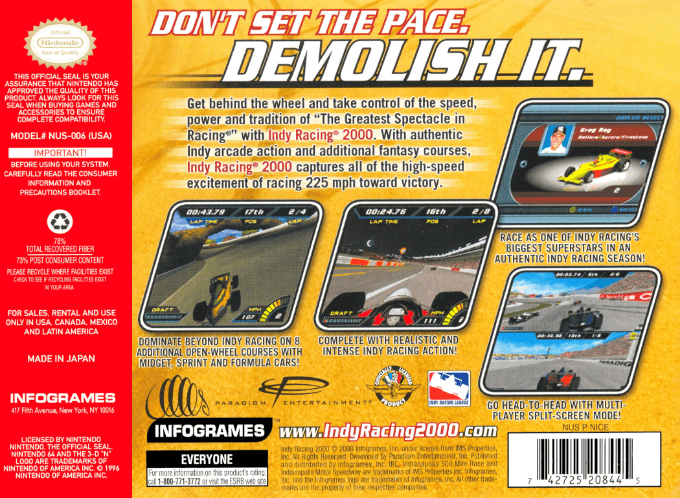 Official
Nintendo
Seal of Quality
THIS OFFICIAL SEAL IS YOUR
ASSURANCE THAT NINTENDO HAS
APPROVED THE QUALITY OF THIS
PRODUCT. ALWAYS LOOK FOR THIS
SEAL WHEN BUYING GAMES AND
ACCESSORIES TO ENSURE
COMPLETE COMPATIBILITY.
MODEL# NUS-006 (USA)
IMPORTANT!
BEFORE USING YOUR SYSTEM,
CAREFULLY READ THE CONSUMER
INFORMATION AND
PRECAUTIONS BOOKLET.
78%
TOTAL RECOVERED FIBER
73% POST CONSUMER CONTENT
PLEASE RECYCLE WHERE FACILITIES EXIST
CHECK TO SEE IF RECYCLING FACILITIES EXIST
IN YOUR AREA
FOR SALES, RENTAL AND USE
ONLY IN USA, CANADA, MEXICO
AND LATIN AMERICA
MADE IN JAPAN
INFOGRAMES
417 Fifth Avenue, New York, NY 10016
LICENSED BY NINTENDO
NINTENDO, THE OFFICIAL SEAL,
NINTENDO 64 AND THE 3-D "N"
LOGO ARE TRADEMARKS OF
NINTENDO OF AMERICA INC. © 1996
NINTENDO OF AMERICA INC.
DON'T SET THE PACE.
DEMOLISH IT.
Get behind the wheel and take control of the speed,
power and tradition of "The Greatest Spectacle in
Racing®" with Indy Racing® 2000. With authentic
Indy arcade action and additional fantasy courses,
Indy Racing® 2000 captures all of the high-speed
excitement of racing 225 mph toward victory.
DRIVER SELECT
Greg Ray
Dallara/Aurora/Firestone
2
RACE AS ONE OF INDY RACING'S
BIGGEST SUPERSTARS IN AN
AUTHENTIC INDY RACING SEASON!
00:43.79 17th 2/4
LAP TIME POS LAP
DRAFT
MPH
107
DOMINATE BEYOND INDY RACING ON 8
ADDITIONAL OPEN-WHEEL COURSES WITH
MIDGET, SPRINT AND FORMULA CARS!
00:24.76 16th 2/8
LAP TIME POS LAP
DRAFT
MPH
111
COMPLETE WITH REALISTIC AND
INTENSE INDY RACING ACTION!
GO HEAD-TO-HEAD WITH MULTI-
PLAYER SPLIT-SCREEN MODE!
NUS P NICE
PARADIGM ENTERTAINMENT
OFFICIALLY LICENSED
PRODUCT
INDY RACING LEAGUE
INFOGRAMES
www.IndyRacing2000.com
EVERYONE
For more information on this product's rating,
call 1-800-771-3772 or visit the ESRB web site
Indy Racing 2000 © 2000 Infogrames, Inc. under license from IMS Properties,
Inc. All Rights Reserved. Developed by Paradigm Entertainment, Inc. Published
and distributed by Infogrames, Inc. IRL, Indianapolis 500 Mile Race and
Indianapolis Motor Speedway are trademarks of IMS Properties Inc. Infogrames,
Inc. and the Infogrames logo are trademarks of Infogrames, Inc. All other trade-
marks are the property of their respective companies.
7 42725 20844 5